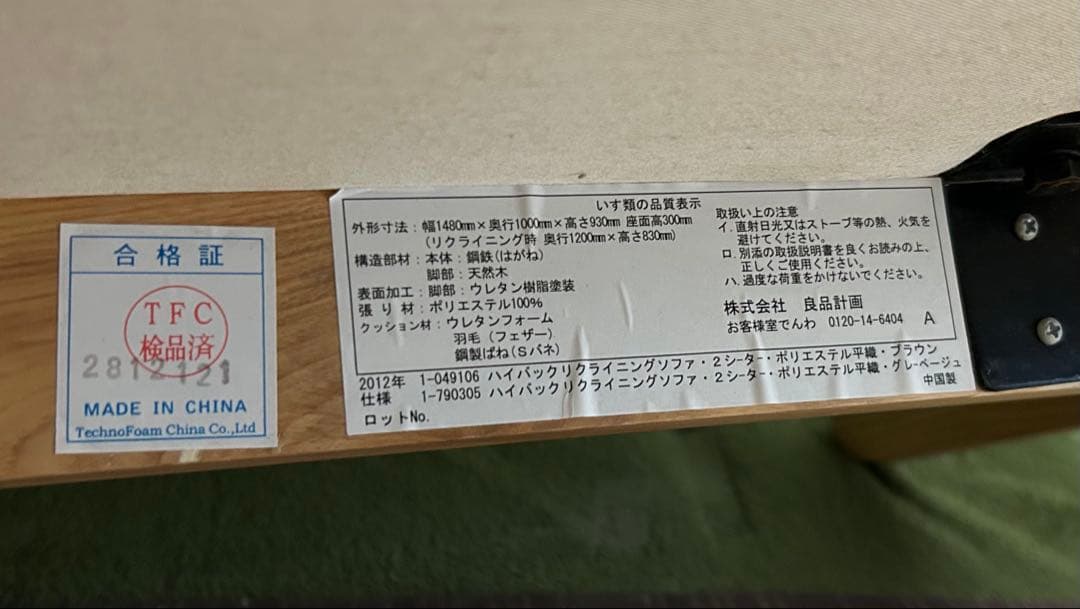 合格証
TFC
検品済
2812121
MADE IN CHINA
TechnoFoam China Co.,Ltd
いす類の品質表示
外形寸法：幅1480mm×奥行1000mm×高さ930mm 座面高300mm
（リクライニング時 奥行1200mm×高さ830mm）
構造部材：本体：鋼鉄（はがね）
脚部：天然木
表面加工：脚部：ウレタン樹脂塗装
張り材：ポリエステル100%
クッション材：ウレタンフォーム
羽毛（フェザー）
鋼製ばね（Sバネ）
取扱い上の注意
イ.直射日光又はストーブ等の熱、火気を
避けてください。
ロ.別添の取扱説明書を良くお読みの上、
正しくご使用ください。
ハ.過度な荷重をかけないでください。
株式会社 良品計画
お客様室でんわ 0120-14-6404 A
2012年 1-049106 ハイバックリクライニングソファ・2シーター・ポリエステル平織・ブラウン
仕様 1-790305 ハイバックリクライニングソファ・2シーター・ポリエステル平織・グレーベージュ
ロットNo. 中国製